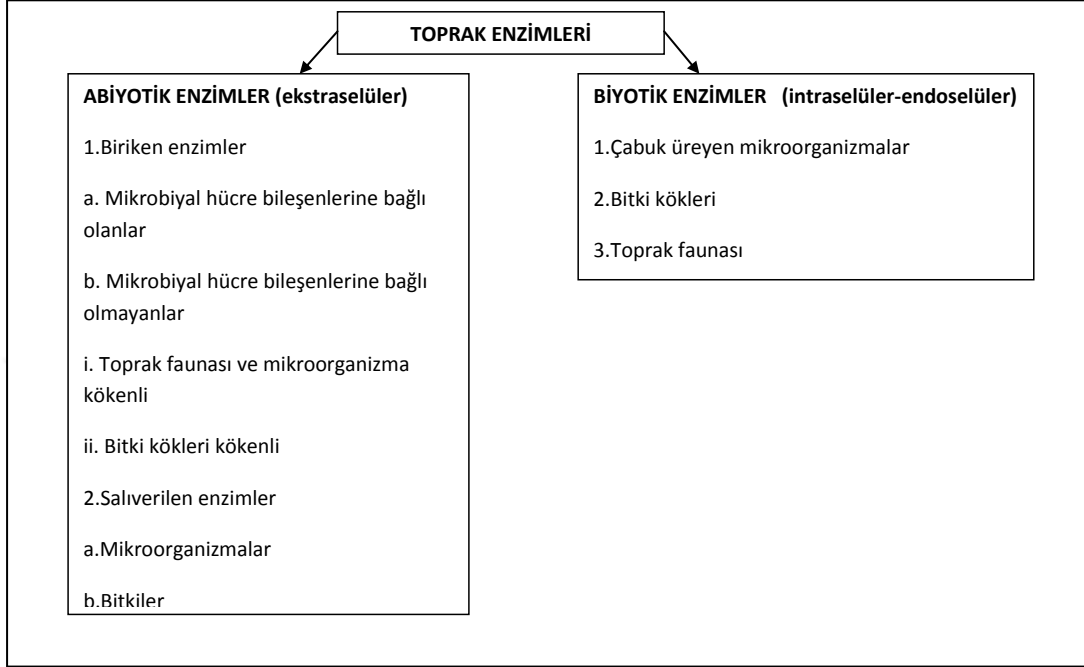 TOPRAK ENZİMLERİ
ABİYOTİK ENZİMLER (ekstraselüler)
1.Biriken enzimler
a. Mikrobiyal hücre bileşenlerine bağlı
olanlar
b. Mikrobiyal hücre bileşenlerine bağlı
olmayanlar
i. Toprak faunası ve mikroorganizma
kökenli
ii. Bitki kökleri kökenli
2.Salıverilen enzimler
a.Mikroorganizmalar
b.Bitkiler
BİYOTİK ENZİMLER (intraselüler-endoselüler)
1.Çabuk üreyen mikroorganizmalar
2.Bitki kökleri
3.Toprak faunası